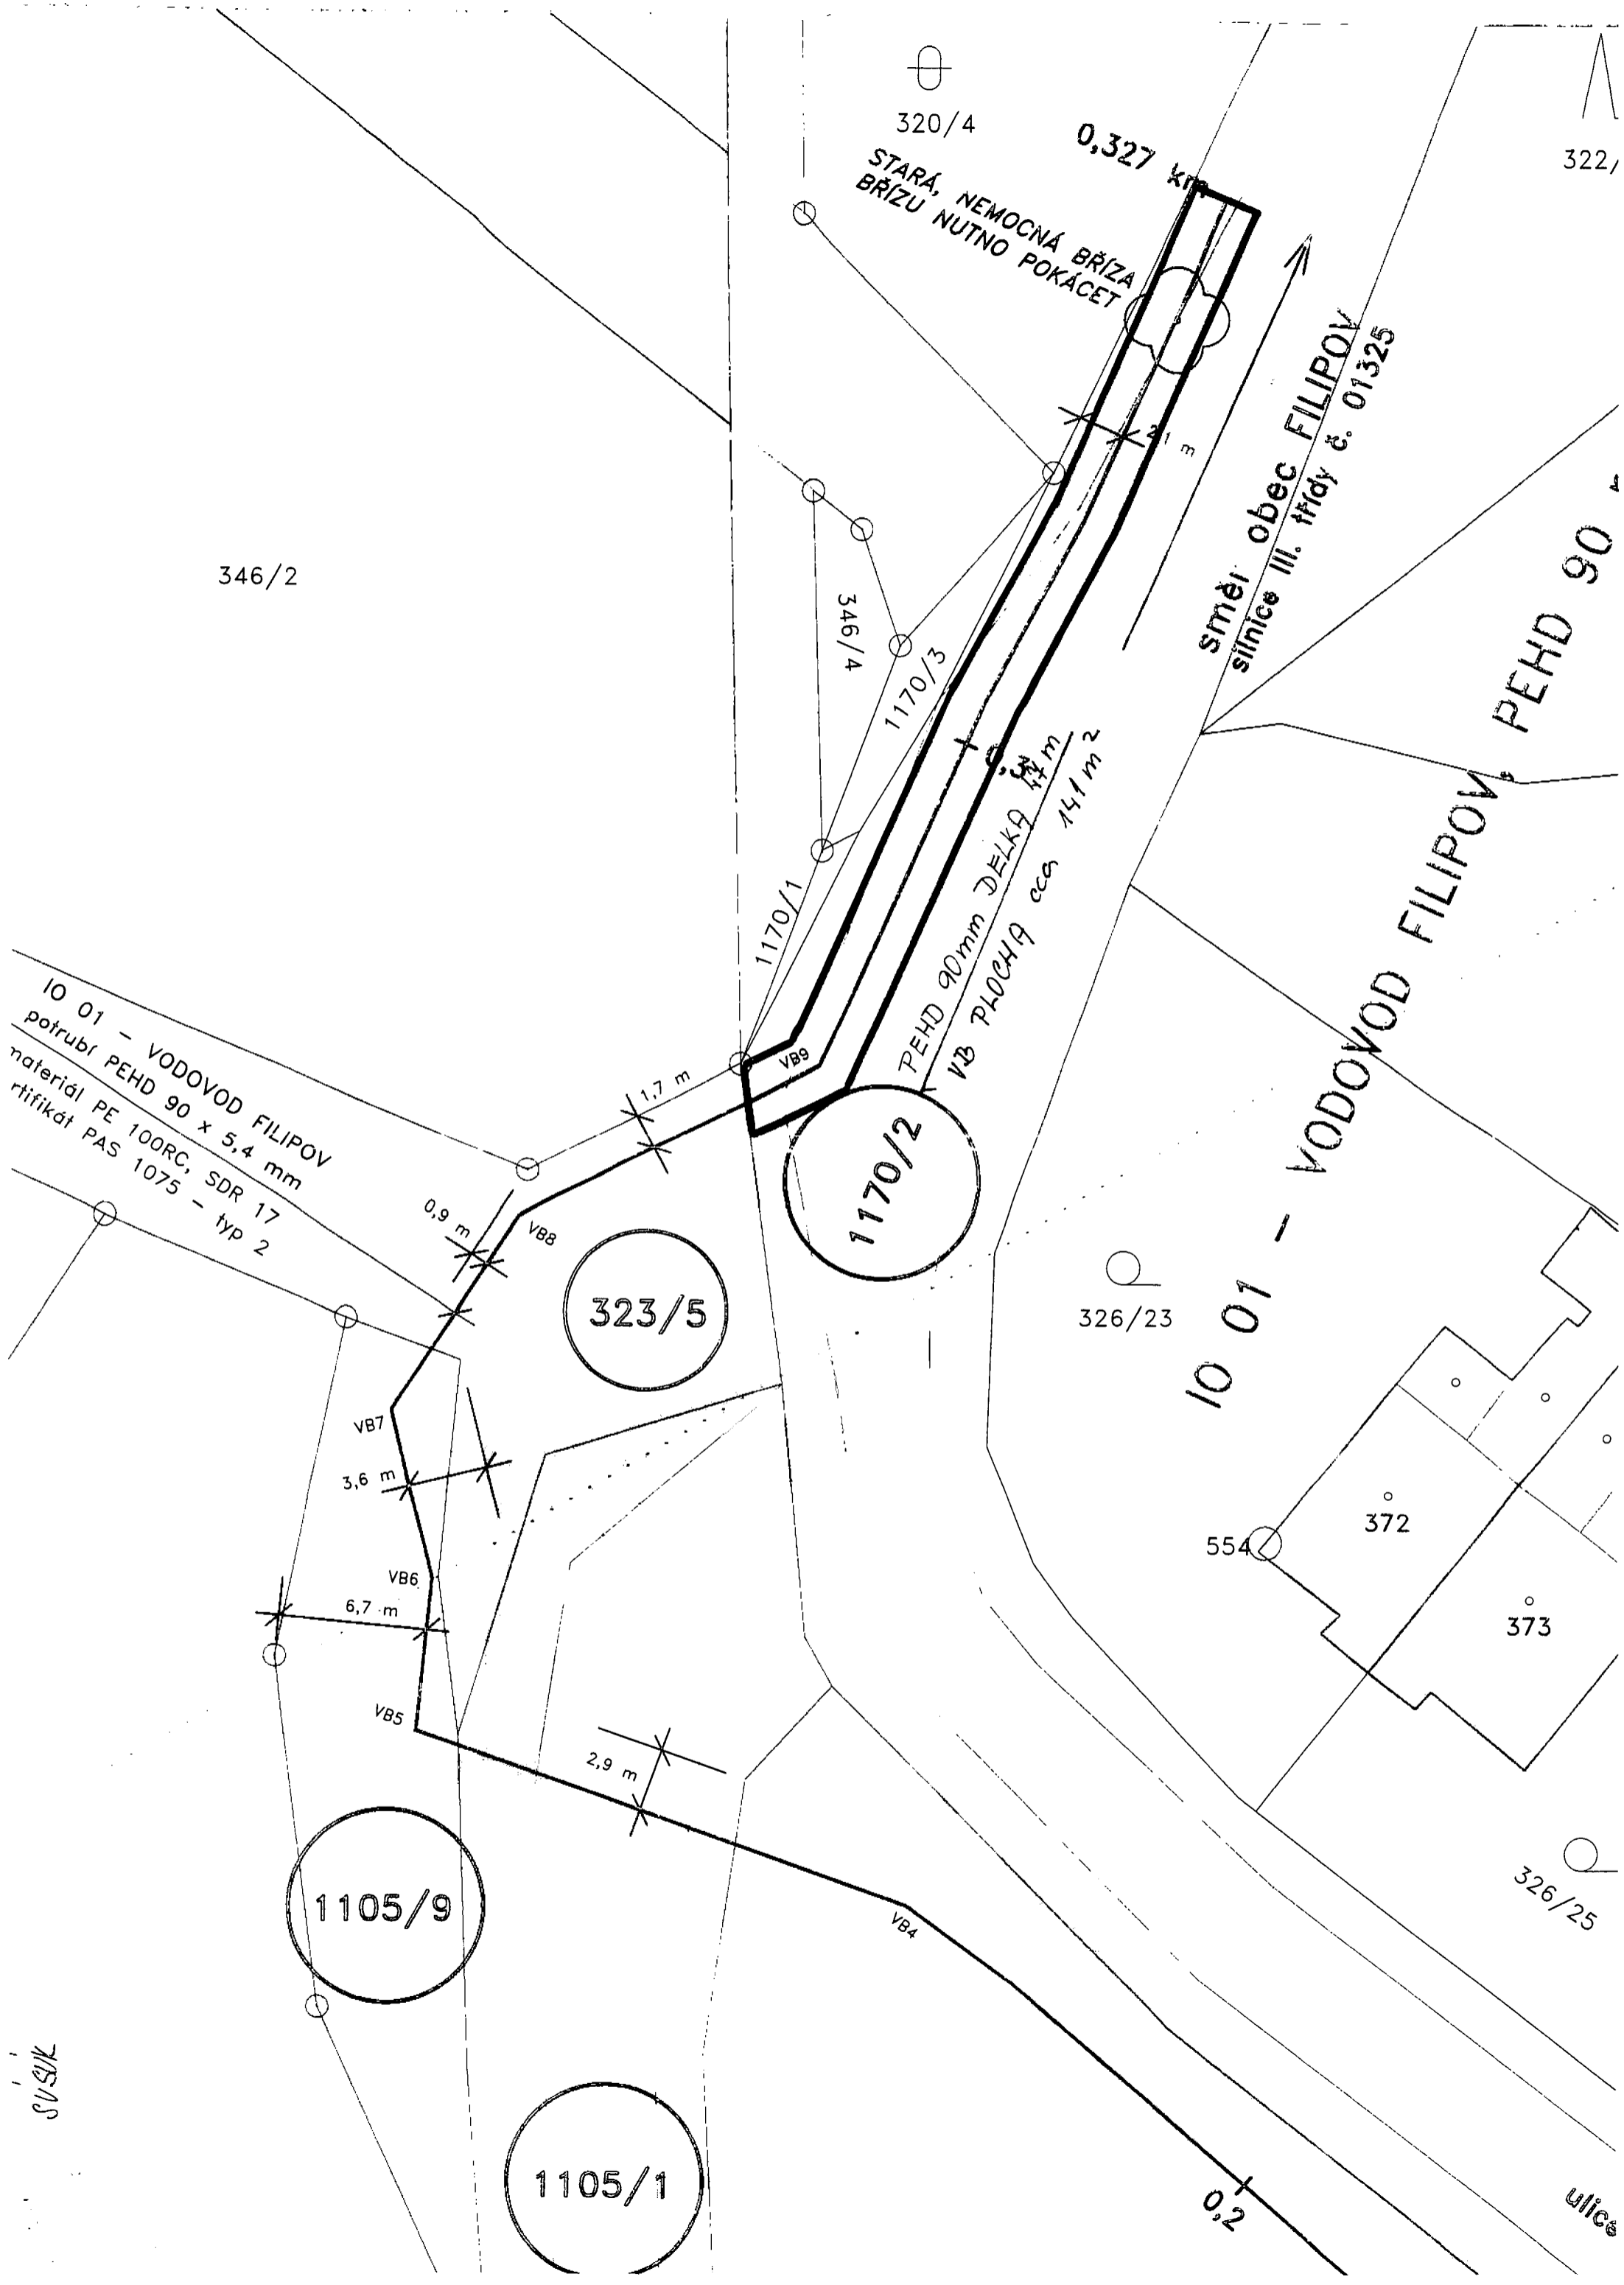 320/4
0,327 km
322/
STARÁ, NEMOCNÁ BŘÍZA
BŘÍZU NUTNO POKÁCET
2,1 m
směr obec FILIPOV
silnice III. třídy č. 01325
346/2
346/4
1170/3
1170/1
PEHD 90mm DÉLKA 47 m
VB PLOCHA cca 141 m²
IO 01 - VODOVOD FILIPOV, PEHD 90
IO 01 - VODOVOD FILIPOV
potrubí PEHD 90 x 5,4 mm
materiál PE 100RC, SDR 17
rtifikát PAS 1075 - typ 2
VB9
1,7 m
1170/2
0,9 m
VB8
323/5
326/23
VB7
3,6 m
372
554
VB6
6,7 m
373
VB5
2,9 m
326/25
1105/9
VB4
1105/1
0,2
ulice